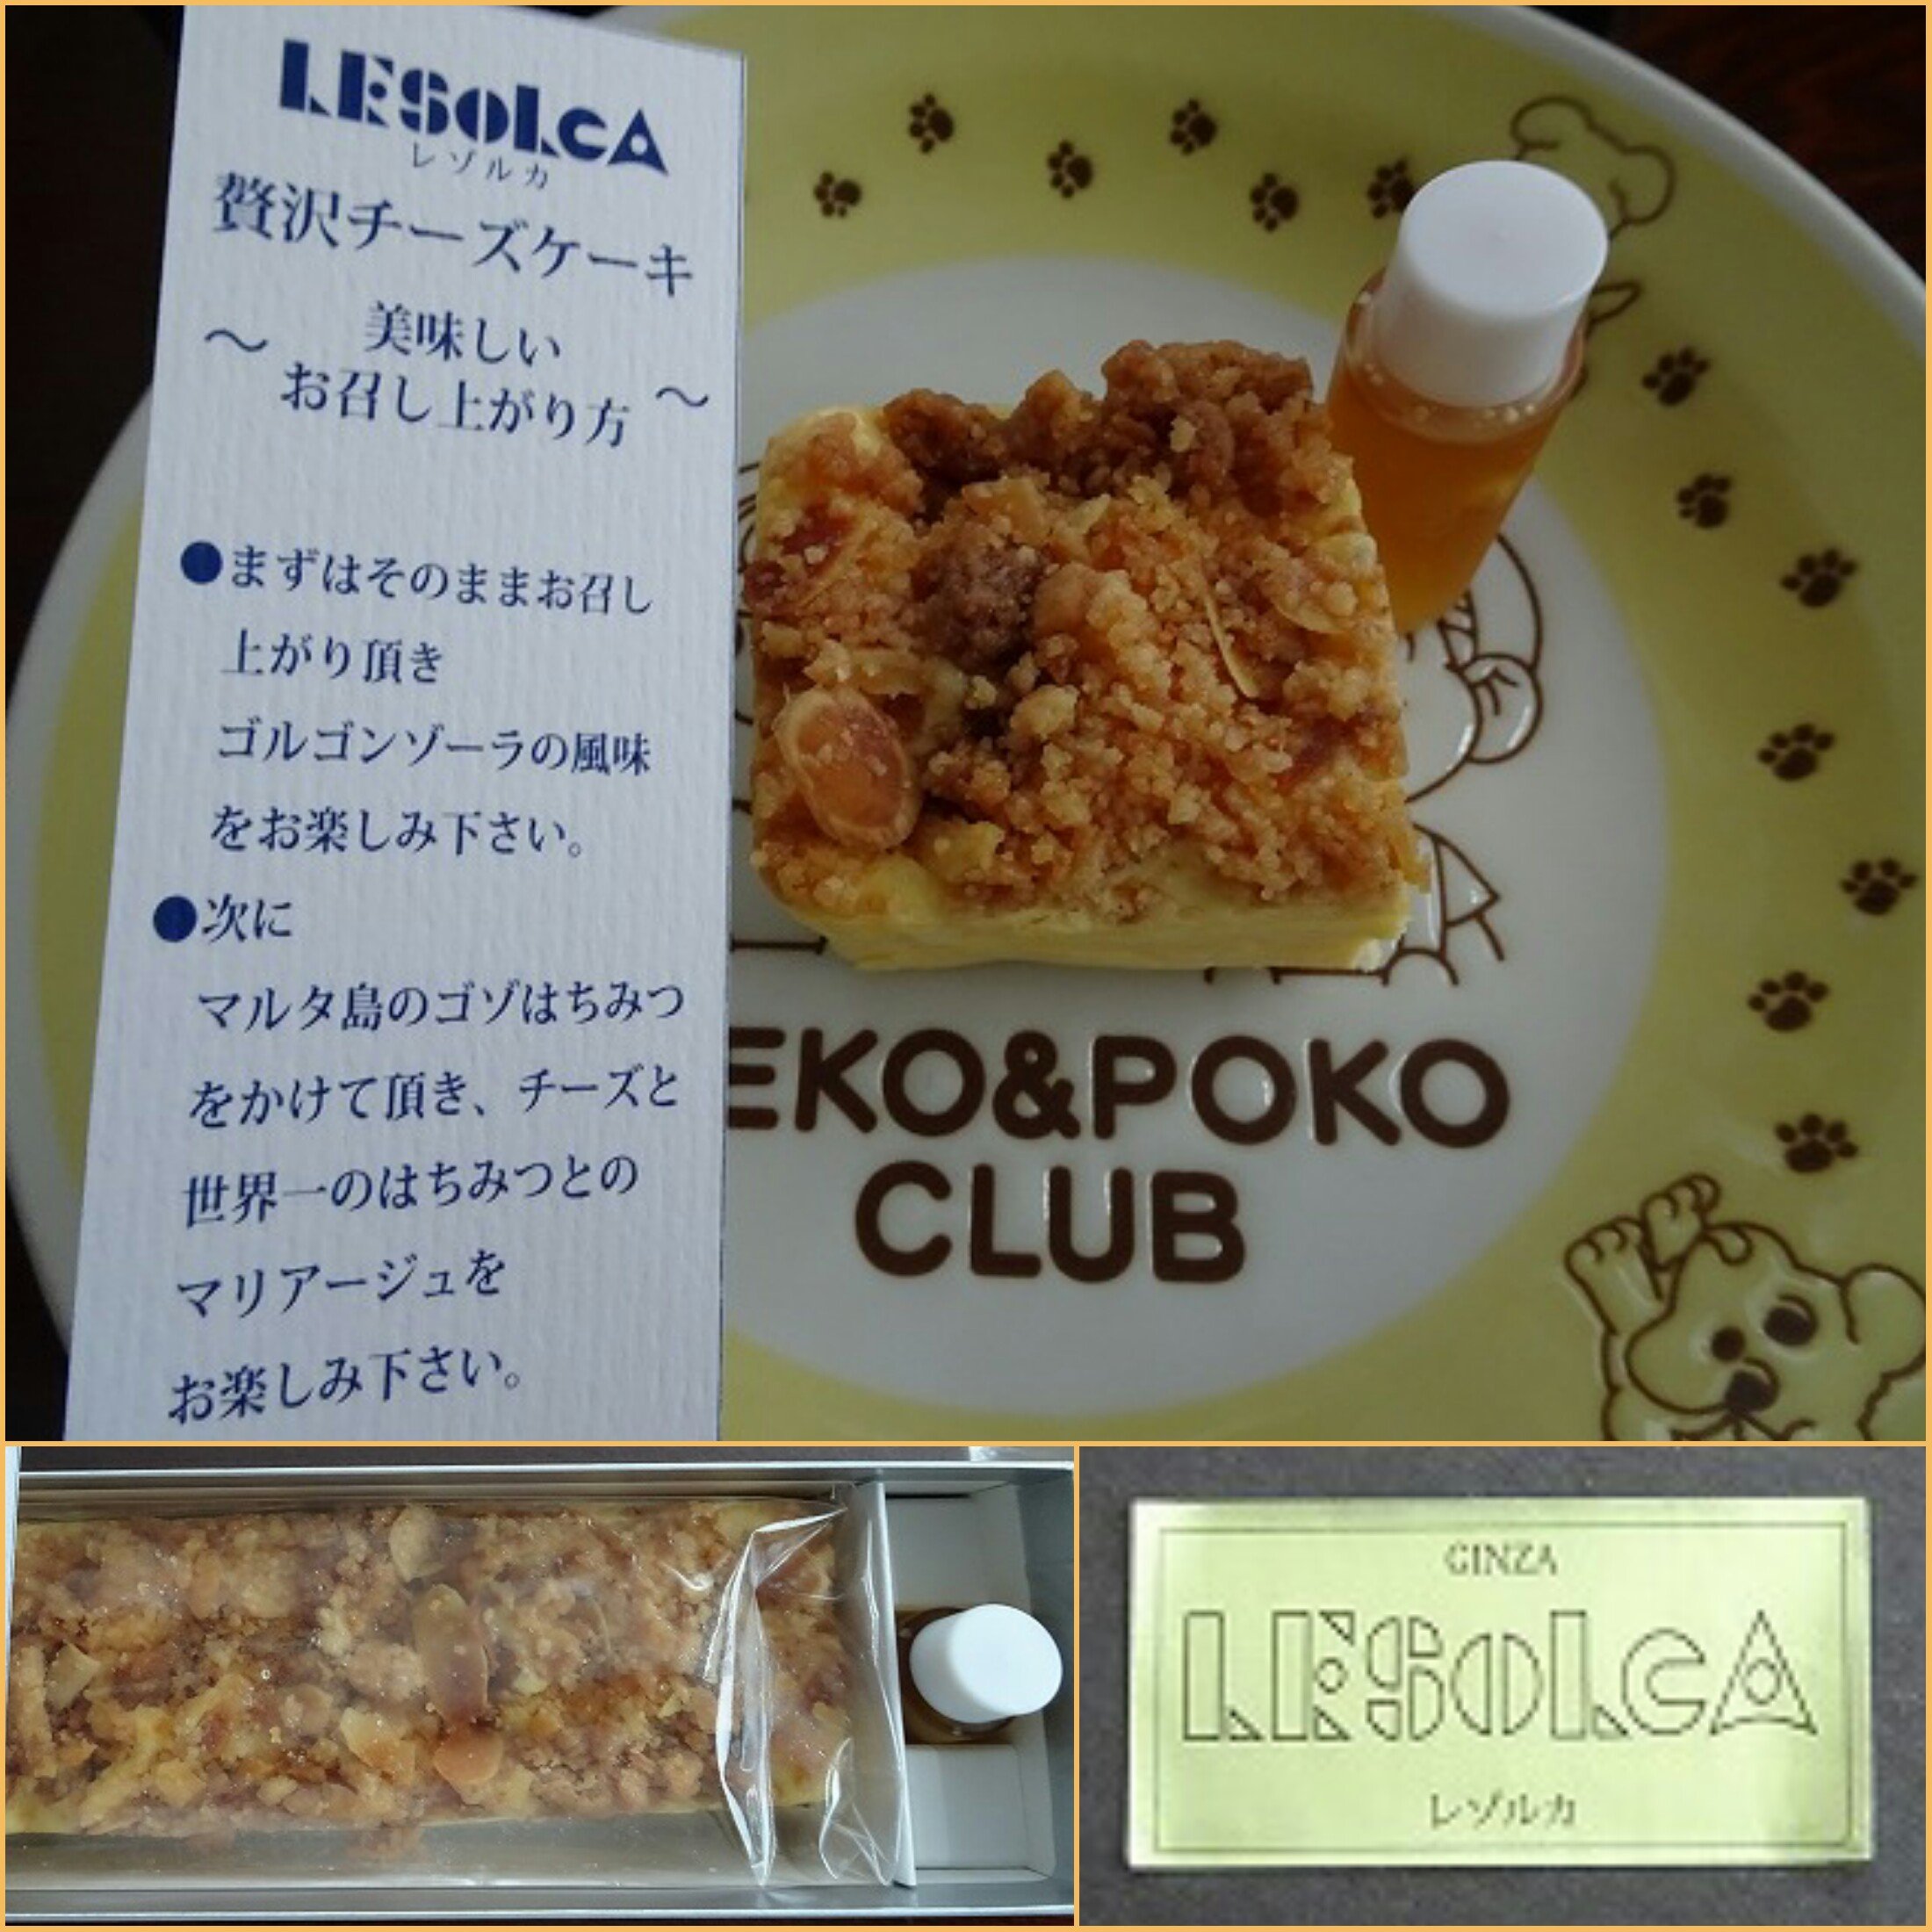 LESOLCA
レゾルカ
贅沢チーズケーキ
～ 美味しい
お召し上がり方 ～
●まずはそのままお召し
上がり頂き
ゴルゴンゾーラの風味
をお楽しみ下さい。
●次に
マルタ島のゴゾはちみつ
をかけて頂き、チーズと
世界一のはちみつとの
マリアージュを
お楽しみ下さい。
EKO&POKO
CLUB
GINZA
LESOLCA
レゾルカ